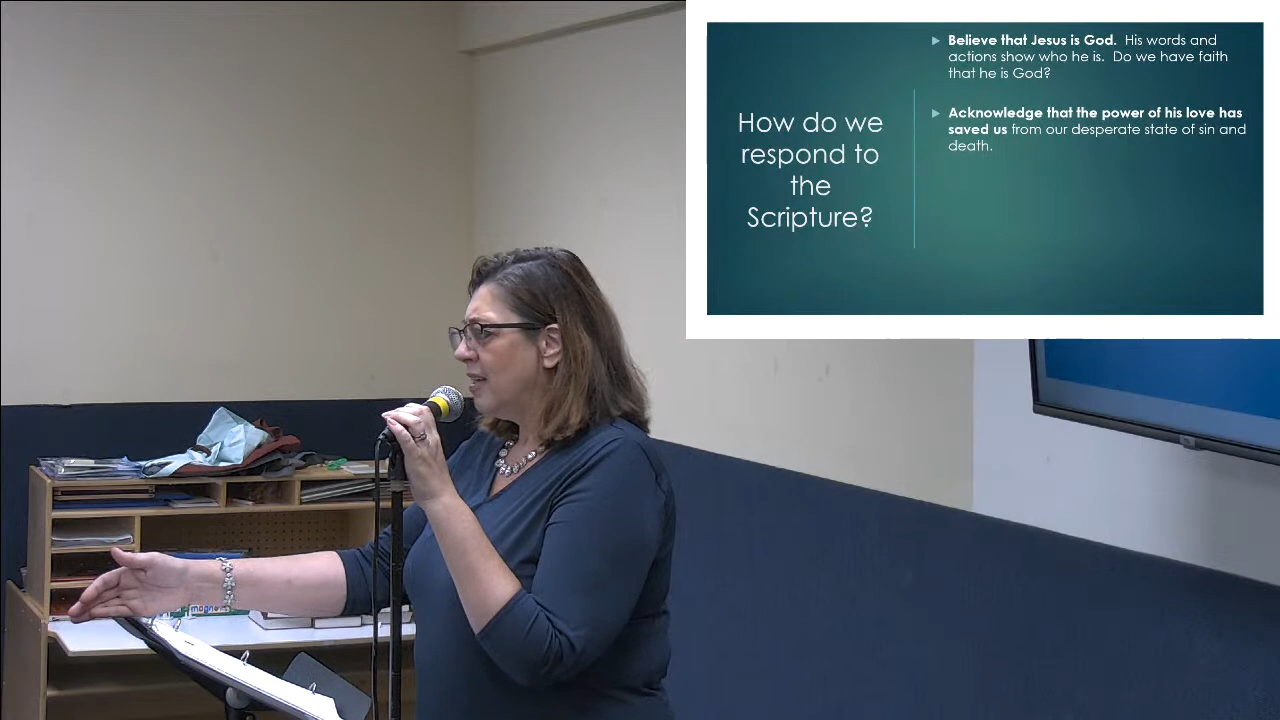 How do we
respond to
the
Scripture?
Believe that Jesus is God. His words and
actions show who he is. Do we have faith
that he is God?
Acknowledge that the power of his love has
saved us from our desperate state of sin and
death.